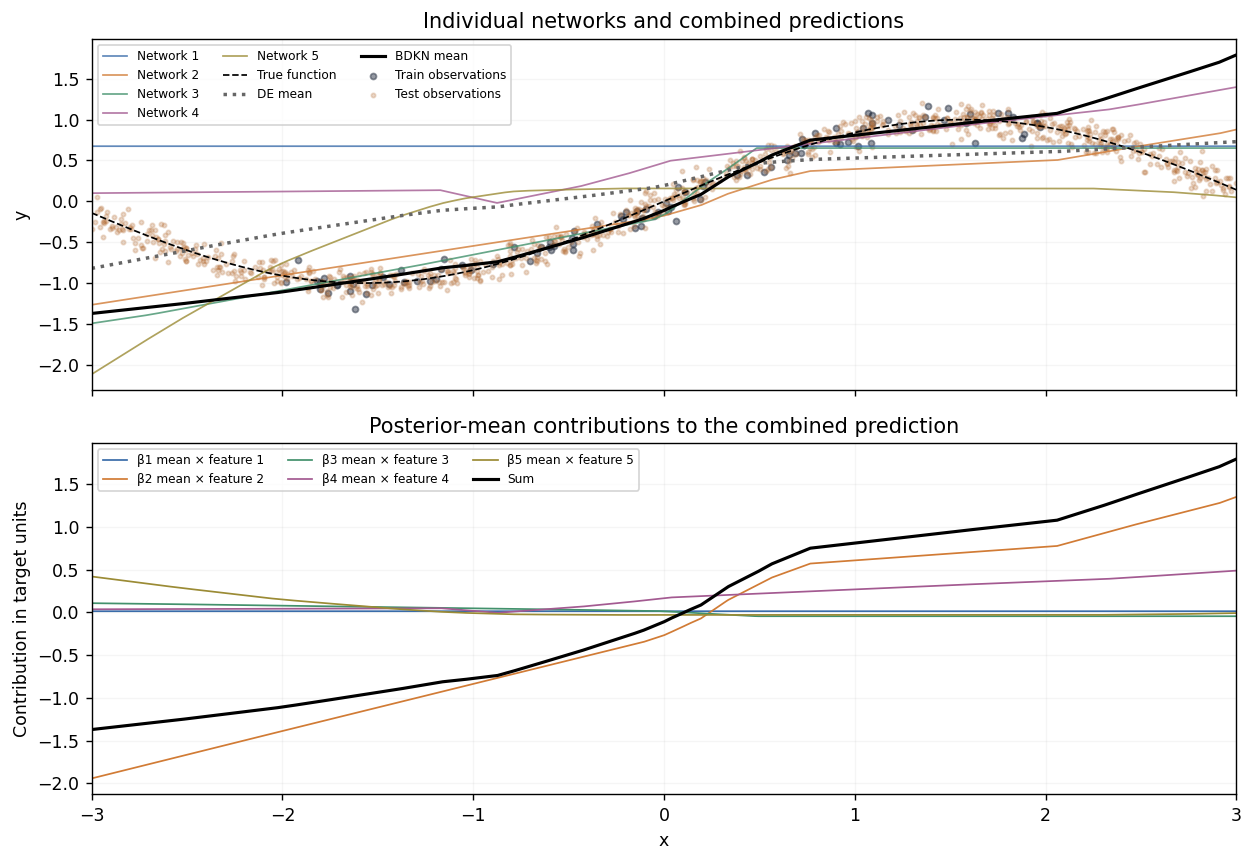 Individual networks and combined predictions
Network 1
Network 2
Network 3
Network 4
Network 5
True function
DE mean
BDKN mean
Train observations
Test observations
y
1.5
1.0
0.5
0.0
−0.5
−1.0
−1.5
−2.0
Posterior-mean contributions to the combined prediction
β1 mean × feature 1
β2 mean × feature 2
β3 mean × feature 3
β4 mean × feature 4
β5 mean × feature 5
Sum
Contribution in target units
1.5
1.0
0.5
0.0
−0.5
−1.0
−1.5
−2.0
−3 −2 −1 0 1 2 3
x